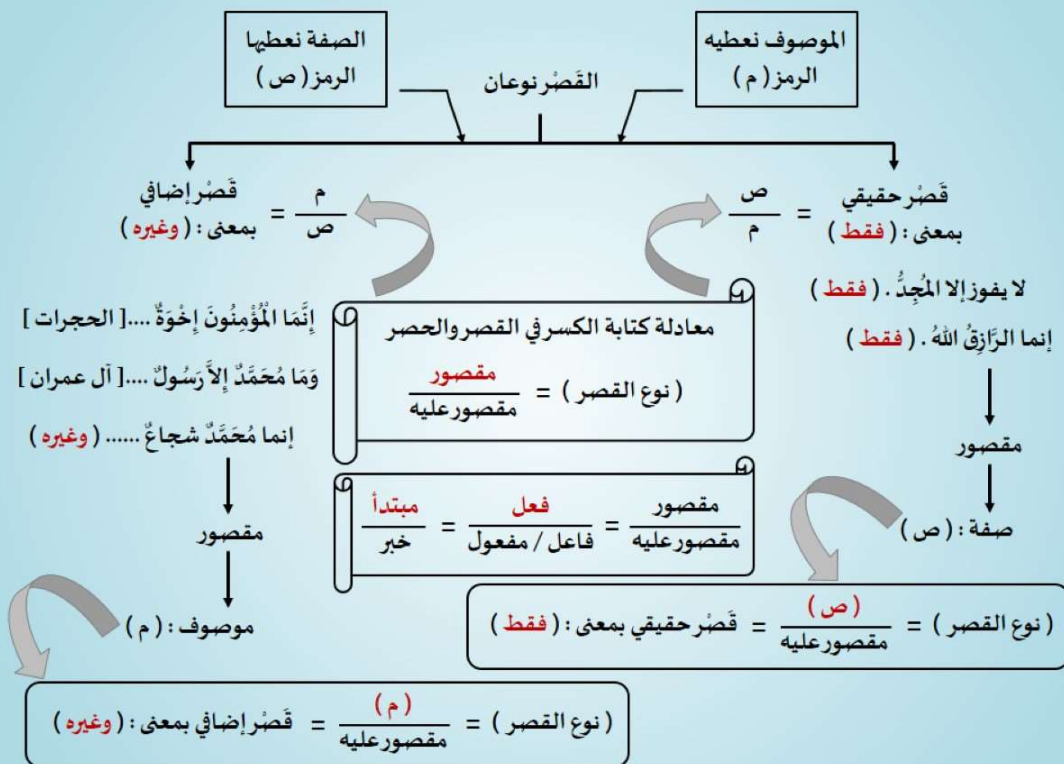 الموصوف نعطيه
الرمز ( م )
الصفة نعطيها
الرمز ( ص )
القَصْر نوعان
قَصْر حقيقي = ص / م
بمعنى : ( فقط )
قَصْر إضافي = م / ص
بمعنى : ( وغيره )
لا يفوز إلا المُجِدُّ . ( فقط )
إنما الرَّازِقُ اللهُ . ( فقط )
مقصور
صفة : ( ص )
معادلة كتابة الكسر في القصر والحصر
( نوع القصر ) = مقصور / مقصور عليه
مقصور / مقصور عليه = فعل / فاعل / مفعول = مبتدأ / خبر
إِنَّمَا الْمُؤْمِنُونَ إِخْوَةٌ ....[ الحجرات ]
وَمَا مُحَمَّدٌ إِلاَّ رَسُولٌ ....[ آل عمران ]
إنما مُحَمَّدٌ شجاعٌ ...... ( وغيره )
مقصور
موصوف : ( م )
( نوع القصر ) = ( ص ) / مقصور عليه = قَصْر حقيقي بمعنى : ( فقط )
( نوع القصر ) = ( م ) / مقصور عليه = قَصْر إضافي بمعنى : ( وغيره )